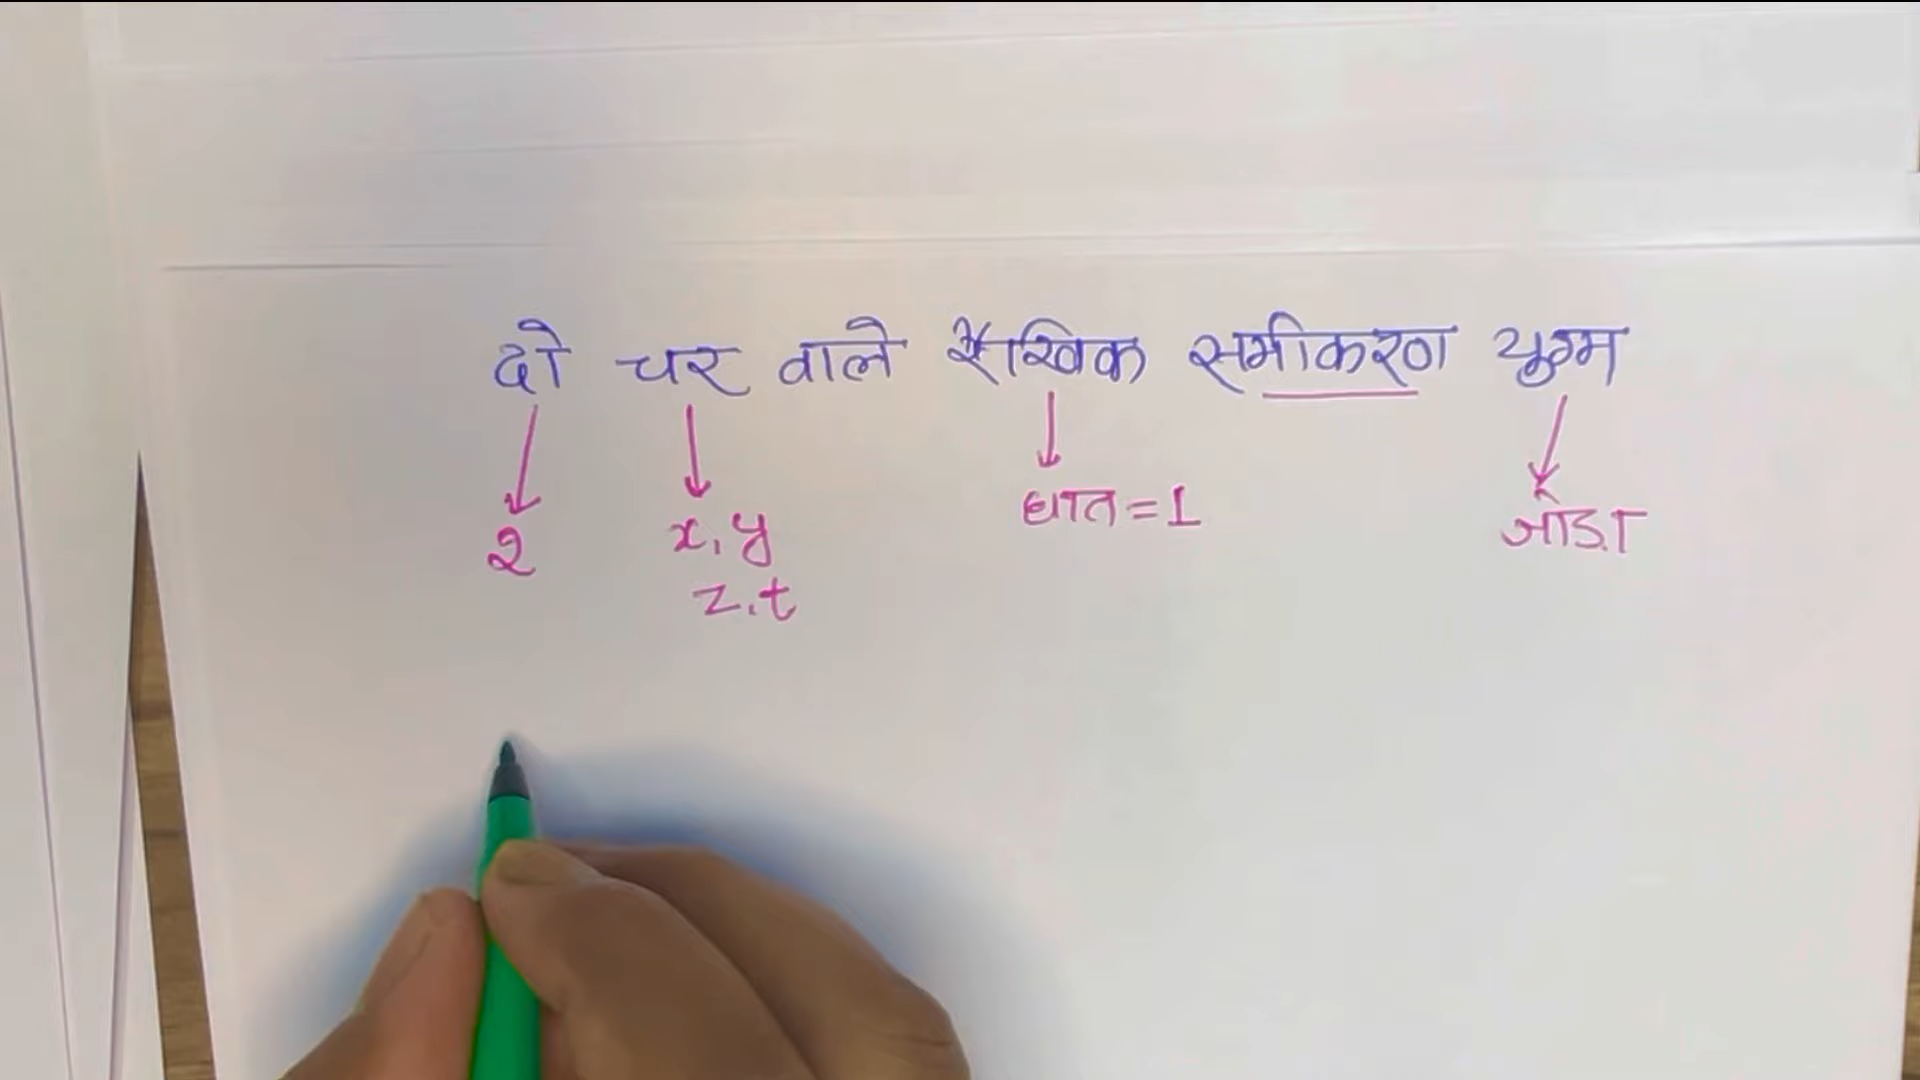 दो चर वाले रैखिक समीकरण युग्म
2 x, y घात = 1 जोड़ा
z, t